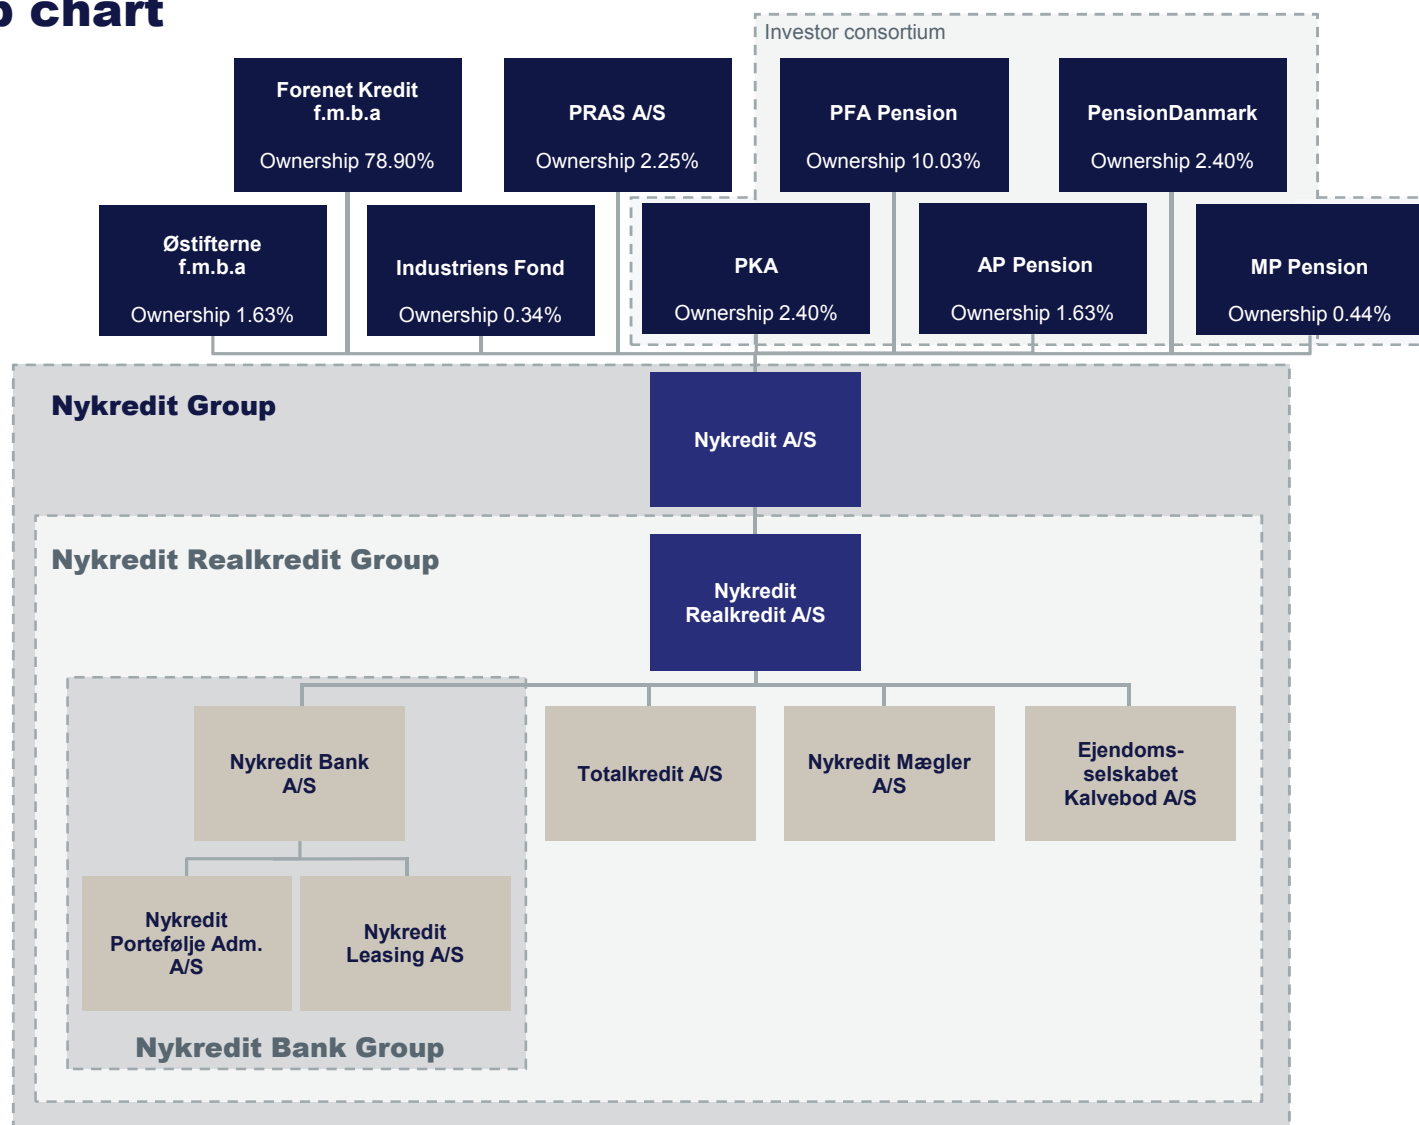 chart
Investor consortium
Forenet Kredit
f.m.b.a
Ownership 78.90%
PRAS A/S
Ownership 2.25%
PFA Pension
Ownership 10.03%
PensionDanmark
Ownership 2.40%
Østifterne
f.m.b.a
Ownership 1.63%
Industriens Fond
Ownership 0.34%
PKA
Ownership 2.40%
AP Pension
Ownership 1.63%
MP Pension
Ownership 0.44%
Nykredit Group
Nykredit A/S
Nykredit Realkredit Group
Nykredit
Realkredit A/S
Nykredit Bank
A/S
Totalkredit A/S
Nykredit Mægler
A/S
Ejendoms-
selskabet
Kalvebod A/S
Nykredit
Portefølje Adm.
A/S
Nykredit
Leasing A/S
Nykredit Bank Group